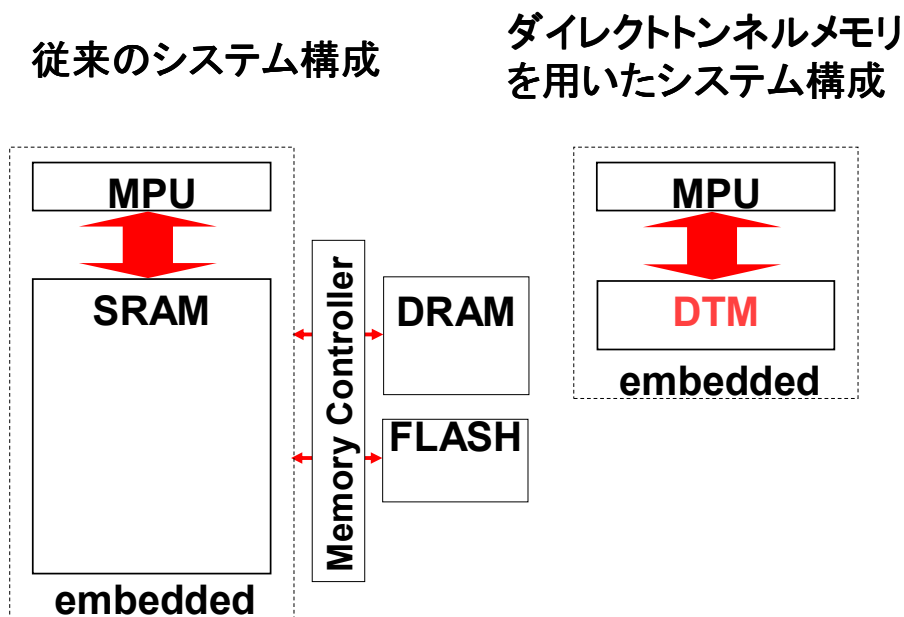 従来のシステム構成
ダイレクトトンネルメモリ
を用いたシステム構成
MPU
SRAM
embedded
Memory Controller
DRAM
FLASH
MPU
DTM
embedded